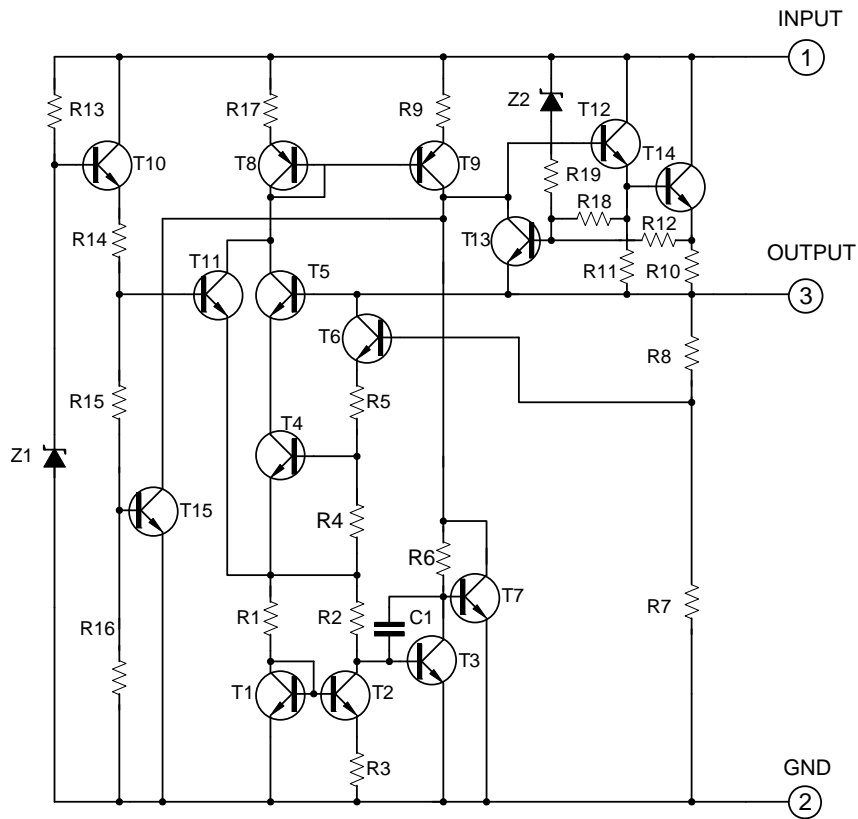 INPUT
1
R13
R17
R9
Z2
T12
T10
T8
T9
T14
R19
R18
R14
T13
R12
T11
T5
R11
R10
OUTPUT
3
T6
R8
R15
R5
Z1
T4
T15
R4
R6
T7
R16
R1
R2
C1
R7
T1
T2
T3
R3
GND
2